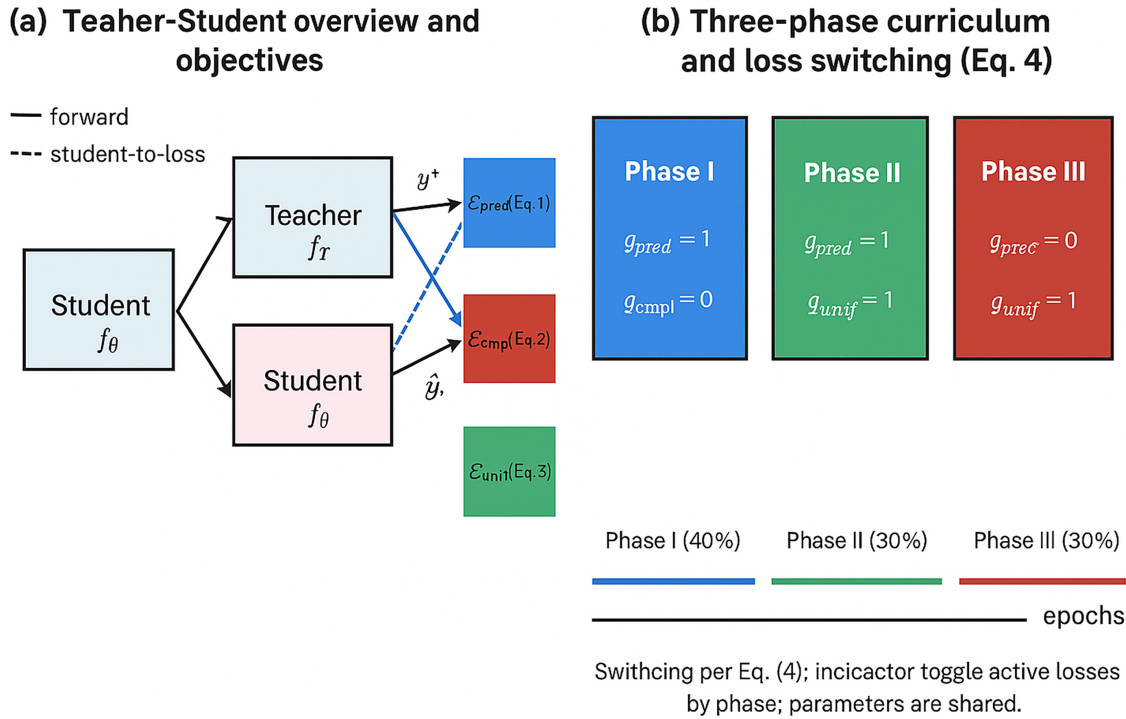 (a) Teaher-Student overview and
objectives
forward
student-to-loss
Teacher
f_r
Student
f_θ
Student
f_θ
y⁺
ŷ,
ℰ_pred(Eq.1)
ℰ_cmp(Eq.2)
ℰ_unit(Eq.3)
(b) Three-phase curriculum
and loss switching (Eq. 4)
Phase I
g_pred = 1
g_cmpl = 0
Phase II
g_pred = 1
g_unif = 1
Phase III
g_prec = 0
g_unif = 1
Phase I (40%)
Phase II (30%)
Phase III (30%)
epochs
Swithcing per Eq. (4); incicactor toggle active losses
by phase; parameters are shared.